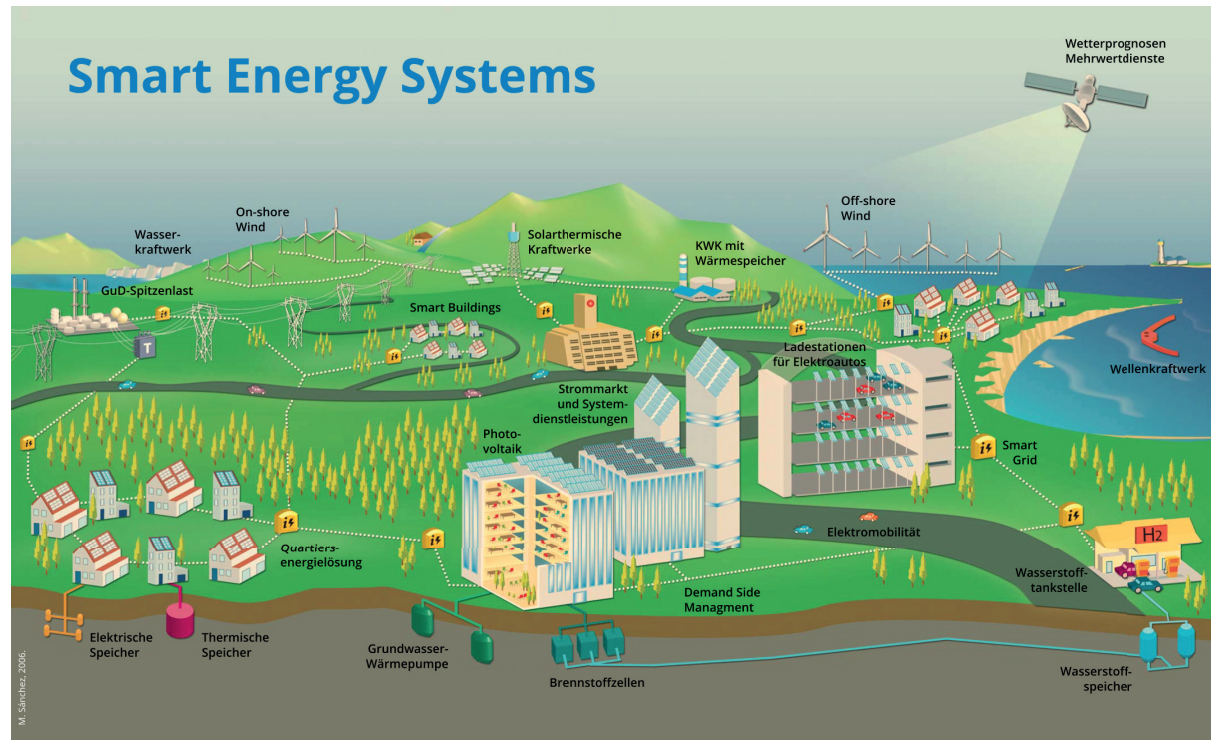 Smart Energy Systems
Wetterprognosen
Mehrwertdienste
On-shore
Wind
Off-shore
Wind
Wasser-
kraftwerk
Solarthermische
Kraftwerke
KWK mit
Wärmespeicher
GuD-Spitzenlast
Smart Buildings
T
Ladestationen
für Elektroautos
Wellenkraftwerk
Strommarkt
und System-
dienstleistungen
Photo-
voltaik
Smart
Grid
i
i
i
i
i
i
i
i
i
i
i
i
H2
Elektromobilität
Quartiers-
energielösung
Wasserstoff-
tankstelle
Demand Side
Managment
Elektrische
Speicher
Thermische
Speicher
Grundwasser-
Wärmepumpe
Brennstoffzellen
Wasserstoff-
speicher
M. Sánchez, 2006.